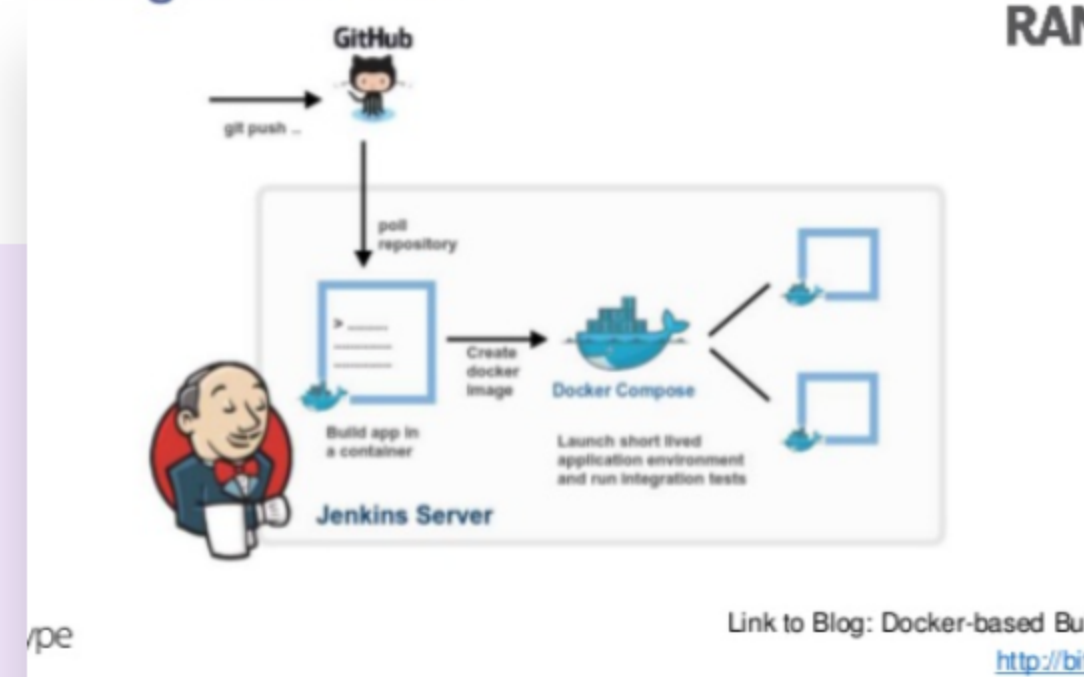 GitHub
RAN
git push ..
poll
repository
> ...........
Create
docker
image
Docker Compose
Build app in
a container
Launch short lived
application environment
and run integration tests
Jenkins Server
ype
Link to Blog: Docker-based Bu
http://bi